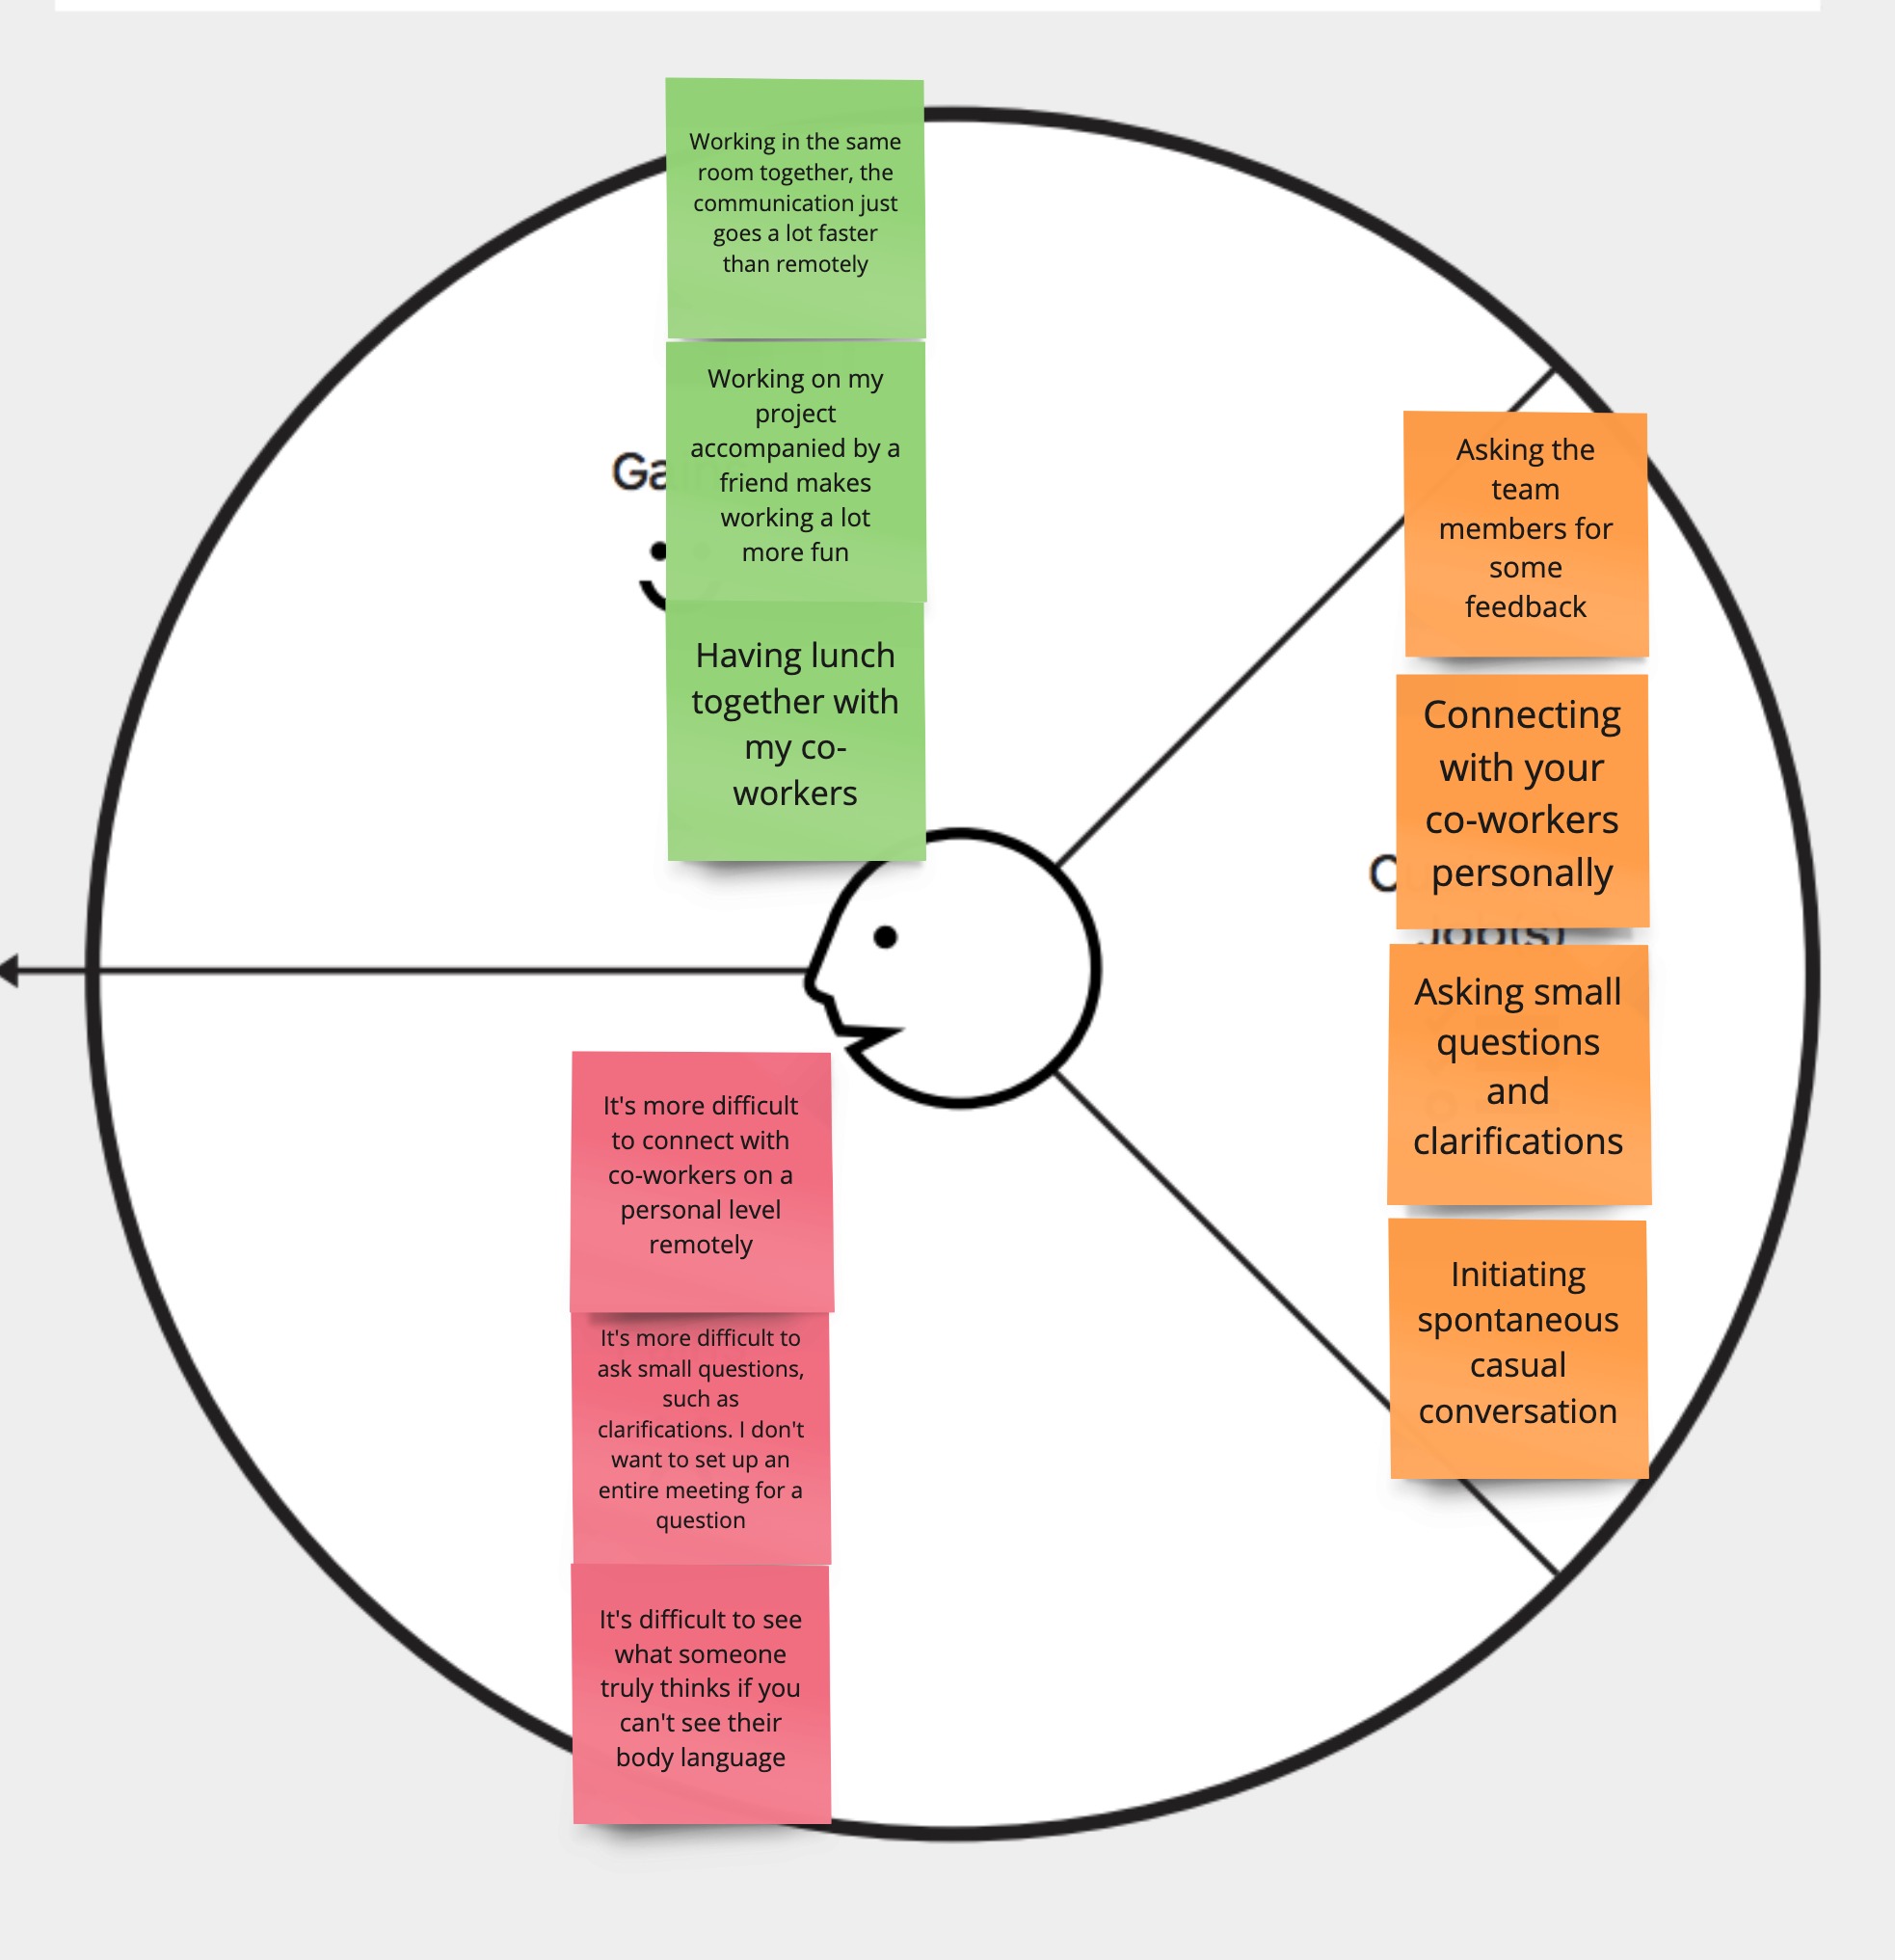 Working in the same
room together, the
communication just
goes a lot faster
than remotely
Working on my
project
accompanied by a
friend makes
working a lot
more fun
Having lunch
together with
my co-
workers
Asking the
team
members for
some
feedback
Connecting
with your
co-workers
personally
Job(s)
Asking small
questions
and
clarifications
Initiating
spontaneous
casual
conversation
It's more difficult
to connect with
co-workers on a
personal level
remotely
It's more difficult to
ask small questions,
such as
clarifications. I don't
want to set up an
entire meeting for a
question
It's difficult to see
what someone
truly thinks if you
can't see their
body language